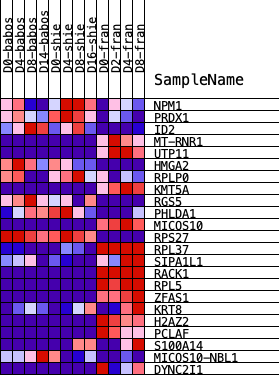 D0-babos
D4-babos
D8-babos
D14-babos
D0-shie
D4-shie
D8-shie
D16-shie
D0-fran
D2-fran
D4-fran
D8-fran
SampleName
NPM1
PRDX1
ID2
MT-RNR1
UTP11
HMGA2
RPLP0
KMT5A
RGS5
PHLDA1
MICOS10
RPS27
RPL37
SIPA1L1
RACK1
RPL5
ZFAS1
KRT8
H2AZ2
PCLAF
S100A14
MICOS10-NBL1
DYNC2I1